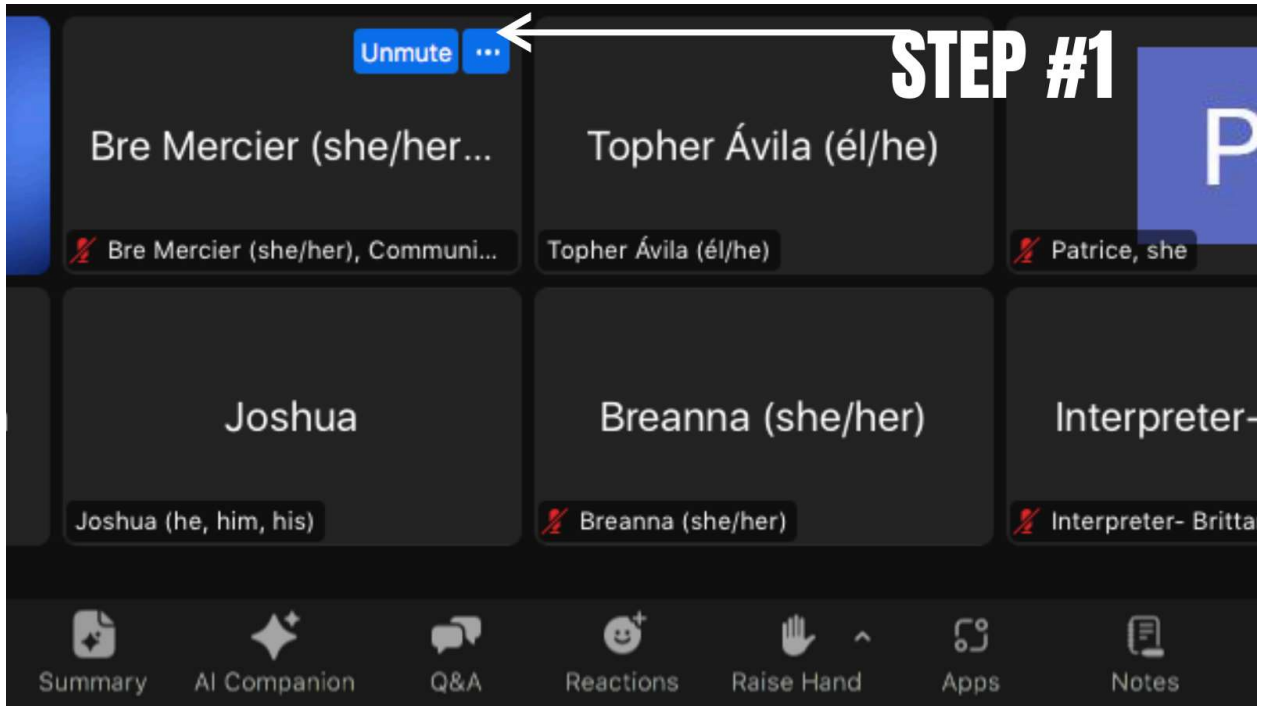 Unmute ...
STEP #1
Bre Mercier (she/her...
Topher Ávila (él/he)
P
Bre Mercier (she/her), Communi...
Topher Ávila (él/he)
Patrice, she
Joshua
Breanna (she/her)
Interpreter-
Joshua (he, him, his)
Breanna (she/her)
Interpreter- Britta
Summary
AI Companion
Q&A
Reactions
Raise Hand
Apps
Notes